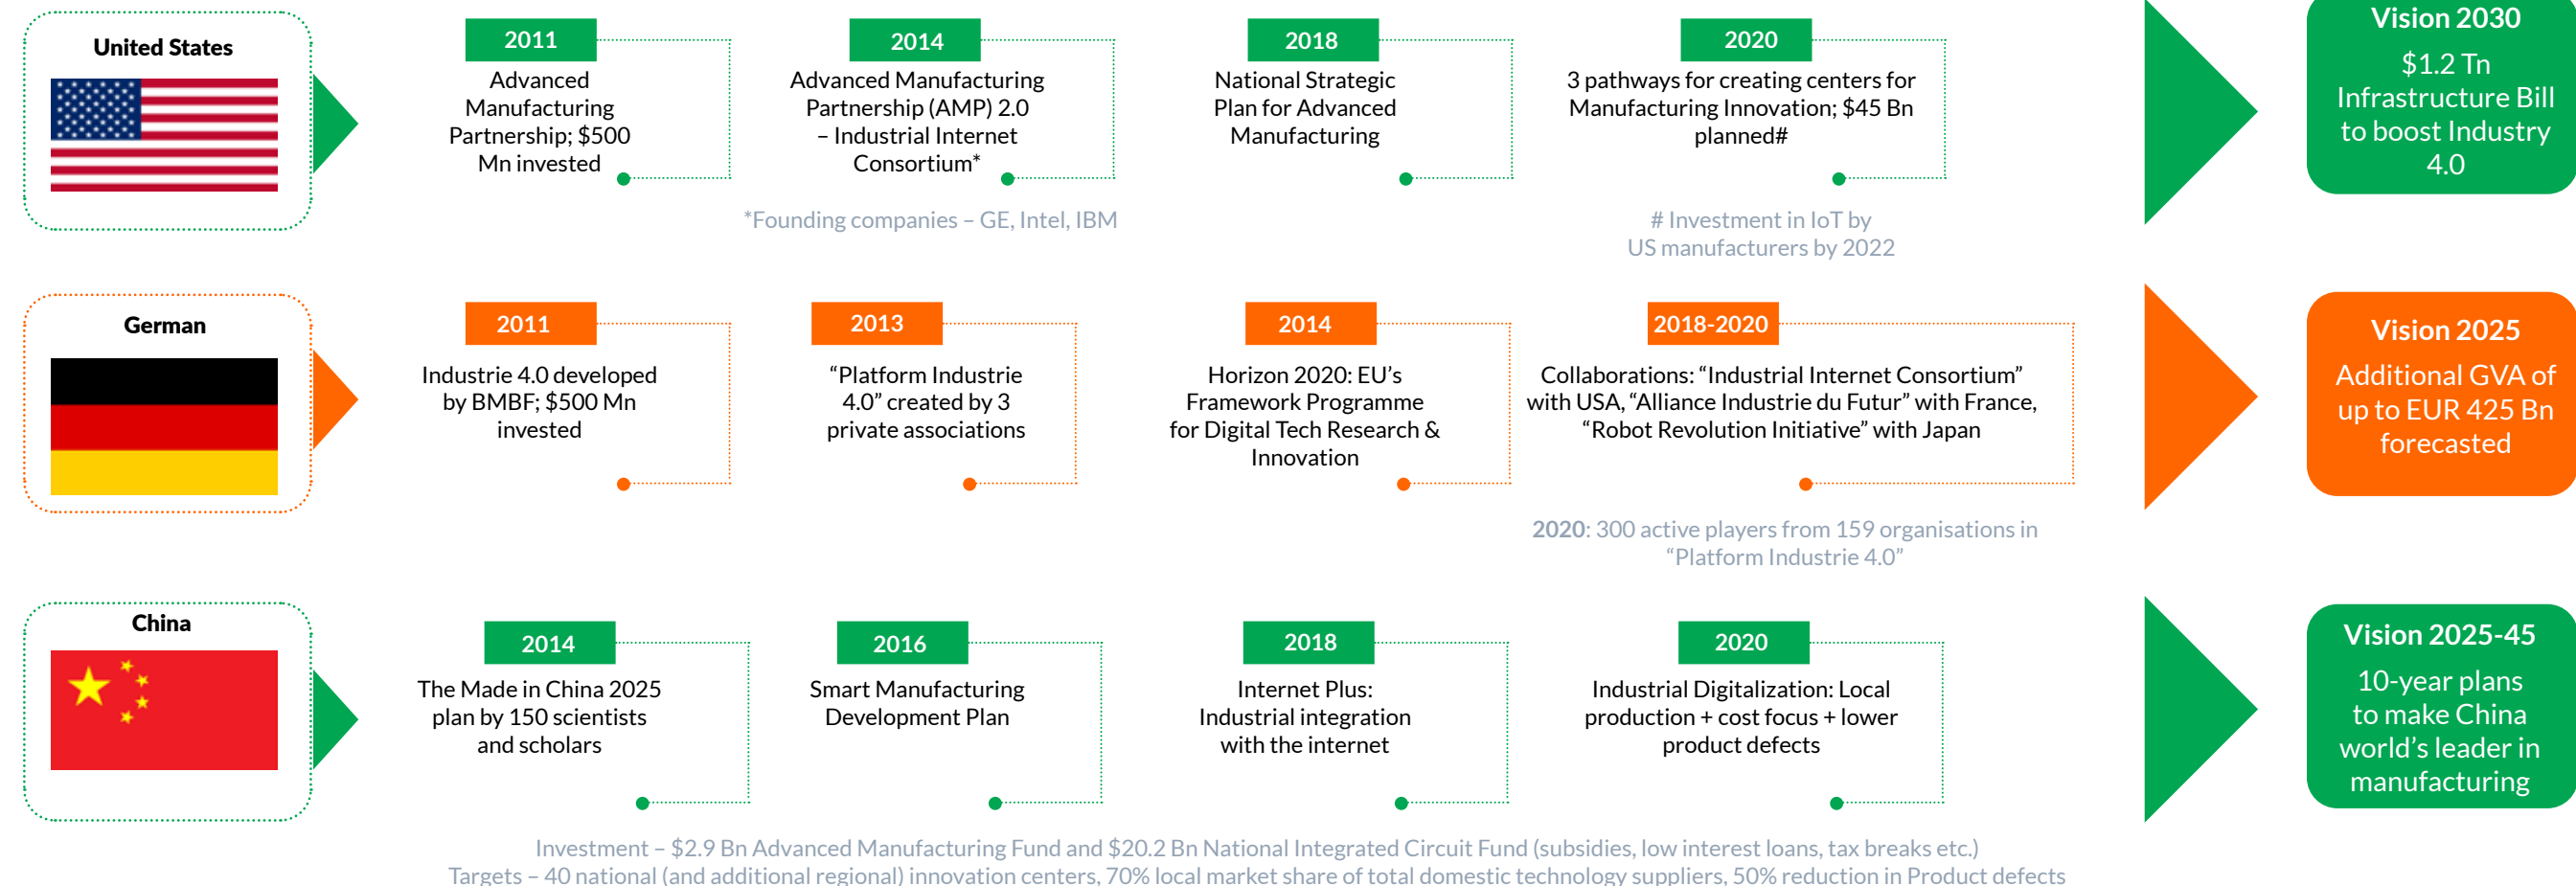 United States
2011
Advanced
Manufacturing
Partnership; $500
Mn invested
2014
Advanced Manufacturing
Partnership (AMP) 2.0
– Industrial Internet
Consortium*
*Founding companies – GE, Intel, IBM
2018
National Strategic
Plan for Advanced
Manufacturing
2020
3 pathways for creating centers for
Manufacturing Innovation; $45 Bn
planned#
# Investment in IoT by
US manufacturers by 2022
Vision 2030
$1.2 Tn
Infrastructure Bill
to boost Industry
4.0
German
2011
Industrie 4.0 developed
by BMBF; $500 Mn
invested
2013
“Platform Industrie
4.0” created by 3
private associations
2014
Horizon 2020: EU’s
Framework Programme
for Digital Tech Research &
Innovation
2018-2020
Collaborations: “Industrial Internet Consortium”
with USA, “Alliance Industrie du Futur” with France,
“Robot Revolution Initiative” with Japan
2020: 300 active players from 159 organisations in
“Platform Industrie 4.0”
Vision 2025
Additional GVA of
up to EUR 425 Bn
forecasted
China
2014
The Made in China 2025
plan by 150 scientists
and scholars
2016
Smart Manufacturing
Development Plan
2018
Internet Plus:
Industrial integration
with the internet
2020
Industrial Digitalization: Local
production + cost focus + lower
product defects
Vision 2025-45
10-year plans
to make China
world’s leader in
manufacturing
Investment – $2.9 Bn Advanced Manufacturing Fund and $20.2 Bn National Integrated Circuit Fund (subsidies, low interest loans, tax breaks etc.)
Targets – 40 national (and additional regional) innovation centers, 70% local market share of total domestic technology suppliers, 50% reduction in Product defects